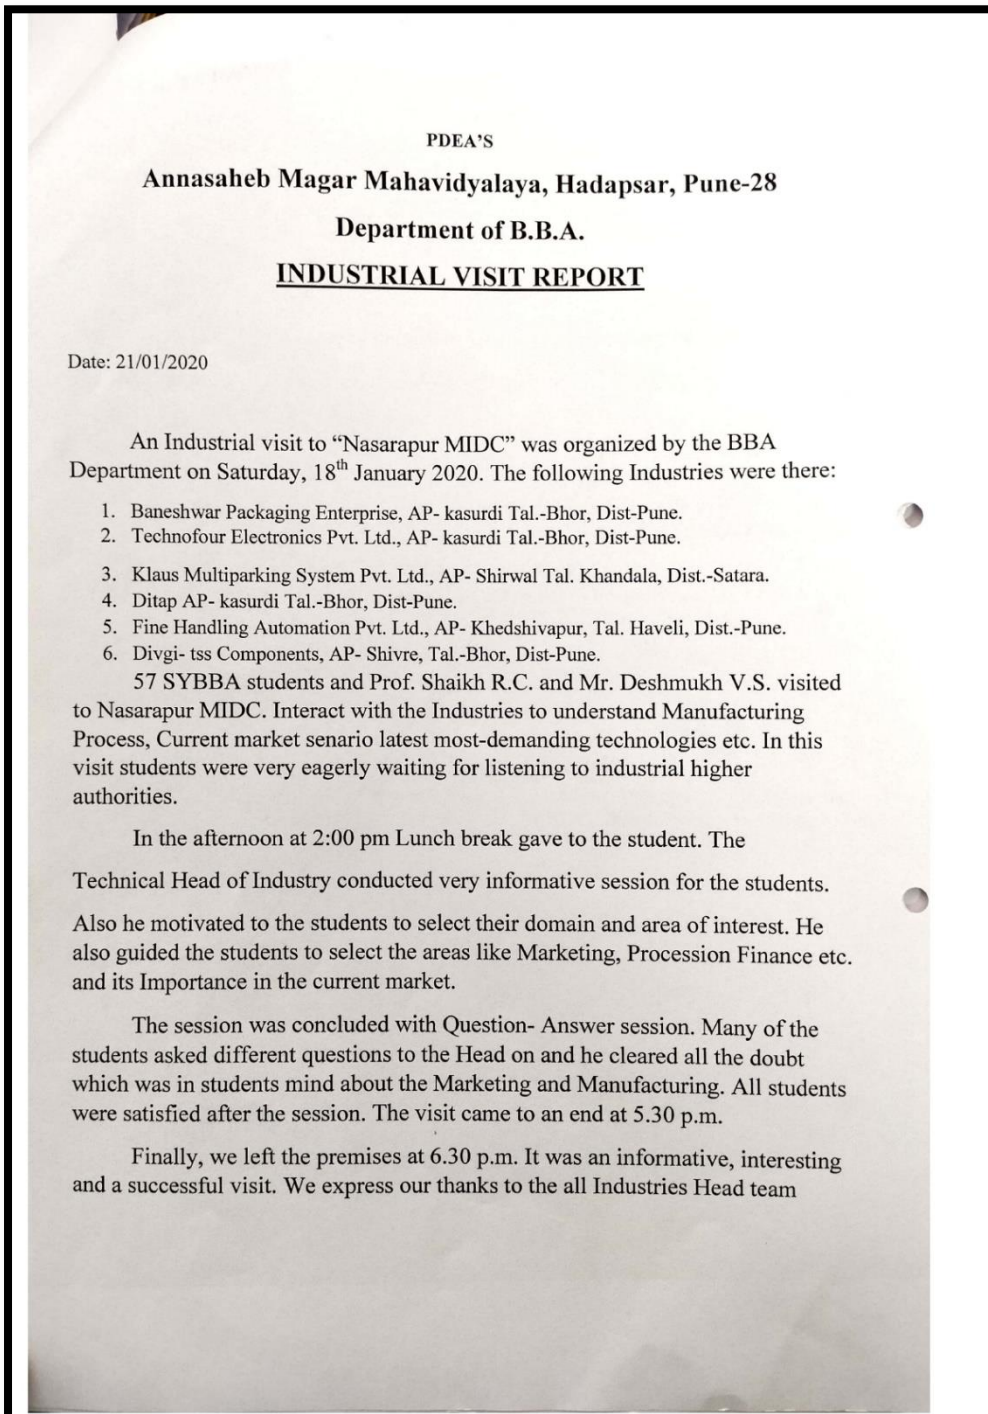 PDEA'S
Annasaheb Magar Mahavidyalaya, Hadapsar, Pune-28
Department of B.B.A.
INDUSTRIAL VISIT REPORT
Date: 21/01/2020
An Industrial visit to “Nasarapur MIDC” was organized by the BBA
Department on Saturday, 18th January 2020. The following Industries were there:
1. Baneshwar Packaging Enterprise, AP- kasurdi Tal.-Bhor, Dist-Pune.
2. Technofour Electronics Pvt. Ltd., AP- kasurdi Tal.-Bhor, Dist-Pune.
3. Klaus Multiparking System Pvt. Ltd., AP- Shirwal Tal. Khandala, Dist.-Satara.
4. Ditap AP- kasurdi Tal.-Bhor, Dist-Pune.
5. Fine Handling Automation Pvt. Ltd., AP- Khedshivapur, Tal. Haveli, Dist.-Pune.
6. Divgi- tss Components, AP- Shivre, Tal.-Bhor, Dist-Pune.
57 SYBBA students and Prof. Shaikh R.C. and Mr. Deshmukh V.S. visited
to Nasarapur MIDC. Interact with the Industries to understand Manufacturing
Process, Current market senario latest most-demanding technologies etc. In this
visit students were very eagerly waiting for listening to industrial higher
authorities.
In the afternoon at 2:00 pm Lunch break gave to the student. The
Technical Head of Industry conducted very informative session for the students.
Also he motivated to the students to select their domain and area of interest. He
also guided the students to select the areas like Marketing, Procession Finance etc.
and its Importance in the current market.
The session was concluded with Question- Answer session. Many of the
students asked different questions to the Head on and he cleared all the doubt
which was in students mind about the Marketing and Manufacturing. All students
were satisfied after the session. The visit came to an end at 5.30 p.m.
Finally, we left the premises at 6.30 p.m. It was an informative, interesting
and a successful visit. We express our thanks to the all Industries Head team